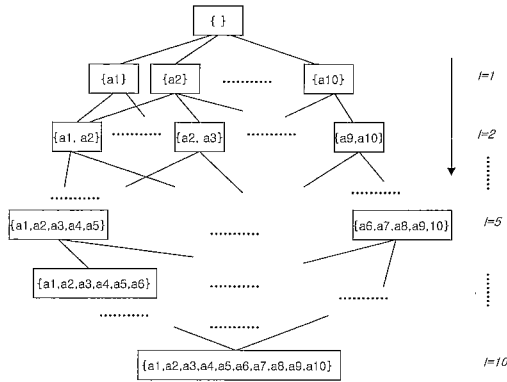 { }
{a1} {a2} ............ {a10} l=1
{a1, a2} ............ {a2, a3} ............ {a9,a10} l=2
............ ............
{a1,a2,a3,a4,a5} ............ {a6,a7,a8,a9,10} l=5
{a1,a2,a3,a4,a5,a6} ............ ............
............ ............
{a1,a2,a3,a4,a5,a6,a7,a8,a9,a10} l=10